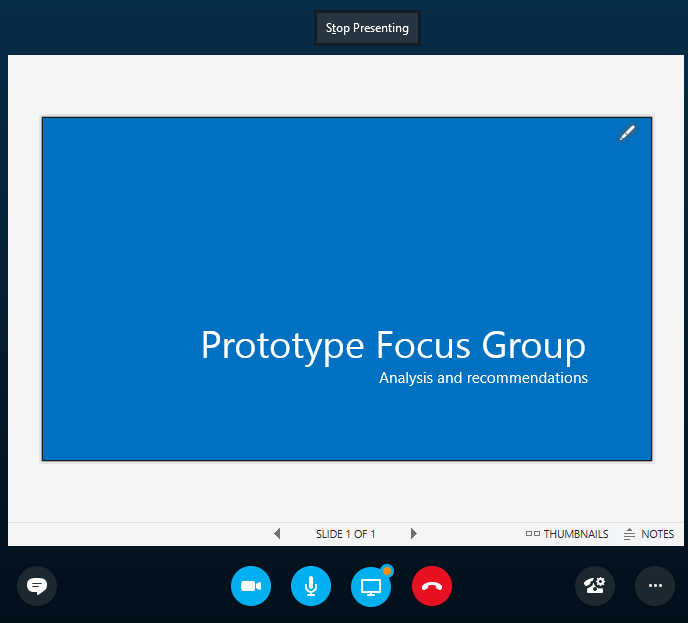 Stop Presenting
Prototype Focus Group
Analysis and recommendations
SLIDE 1 OF 1
THUMBNAILS
NOTES